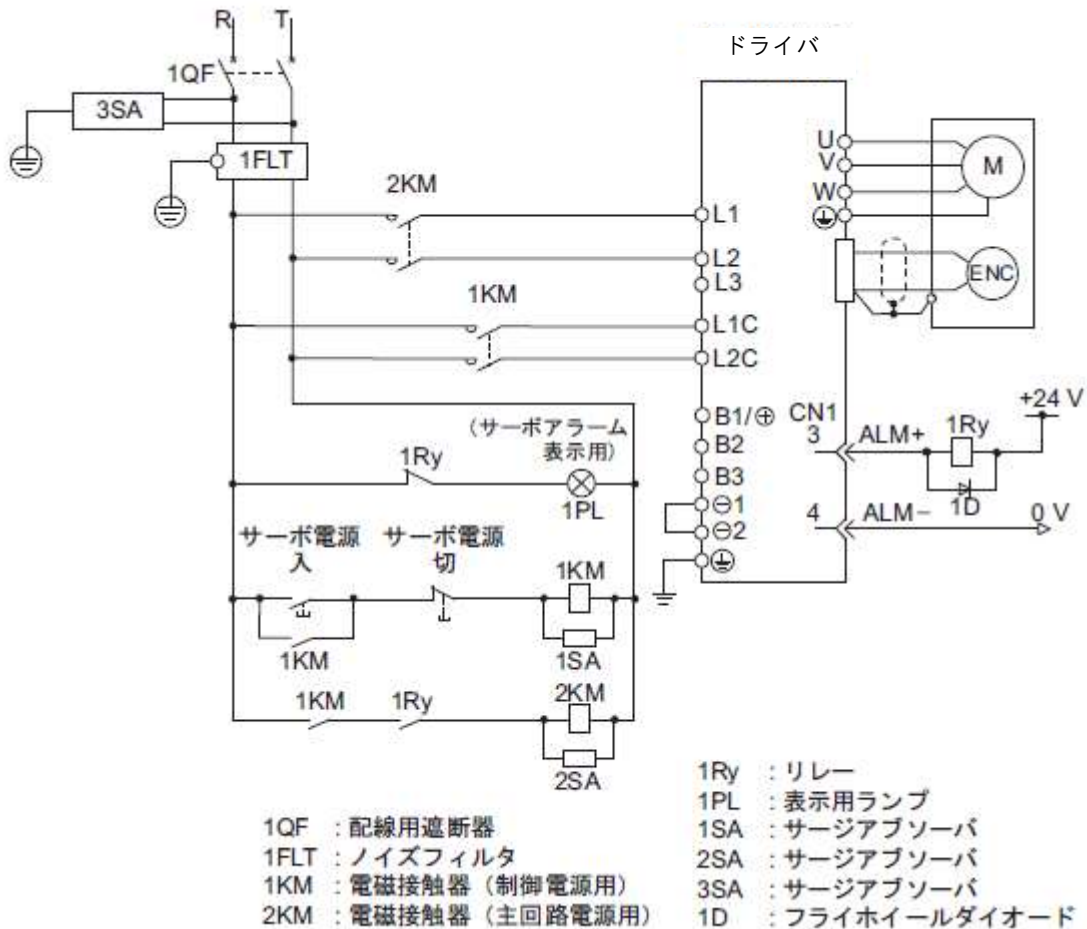 R T
ドライバ
1QF
3SA
1FLT
2KM
U
V
W
M
L1
L2
L3
ENC
1KM
L1C
L2C
B1/⊕
CN1
+24 V
(サーボアラーム
表示用)
1Ry
1PL
B2
B3
3
ALM+
1Ry
1D
⊖1
⊖2
4
ALM−
0 V
サーボ電源
入
サーボ電源
切
1KM
1KM
1SA
1KM
1Ry
2KM
2SA
1QF :配線用遮断器
1FLT :ノイズフィルタ
1KM :電磁接触器(制御電源用)
2KM :電磁接触器(主回路電源用)
1Ry :リレー
1PL :表示用ランプ
1SA :サージアブソーバ
2SA :サージアブソーバ
3SA :サージアブソーバ
1D :フライホイールダイオード